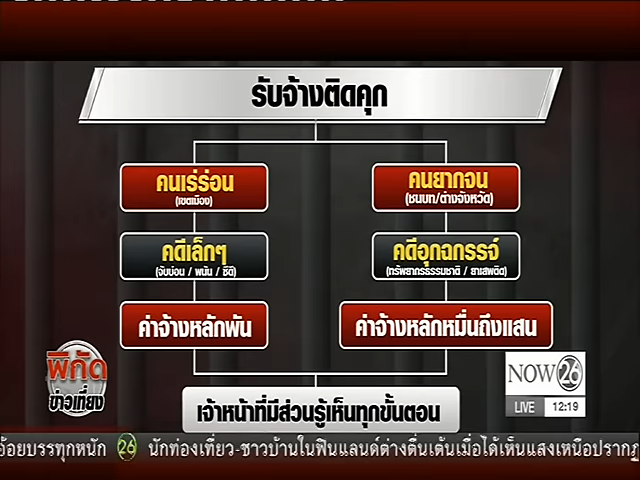 รับจ้างติดคุก
คนเร่ร่อน
(เขตเมือง)
คดีเล็กๆ
(จับบ่อน / พนัน / ซีดี)
ค่าจ้างหลักพัน
คนยากจน
(ชนบท/ต่างจังหวัด)
คดีอุกฉกรรจ์
(ทรัพยากรธรรมชาติ / ยาเสพติด)
ค่าจ้างหลักหมื่นถึงแสน
เจ้าหน้าที่มีส่วนรู้เห็นทุกขั้นตอน
พิกัด
ข่าวเที่ยง
NOW26
LIVE 12:19
อ้อยบรรทุกหนัก 26 นักท่องเที่ยว-ชาวบ้านในฟินแลนด์ต่างตื่นเต้นเมื่อได้เห็นแสงเหนือปรากฏ